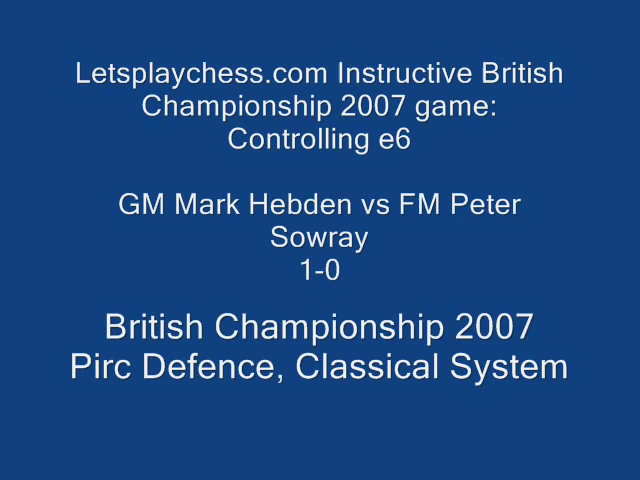 Letsplaychess.com Instructive British
Championship 2007 game:
Controlling e6
GM Mark Hebden vs FM Peter
Sowray
1-0
British Championship 2007
Pirc Defence, Classical System